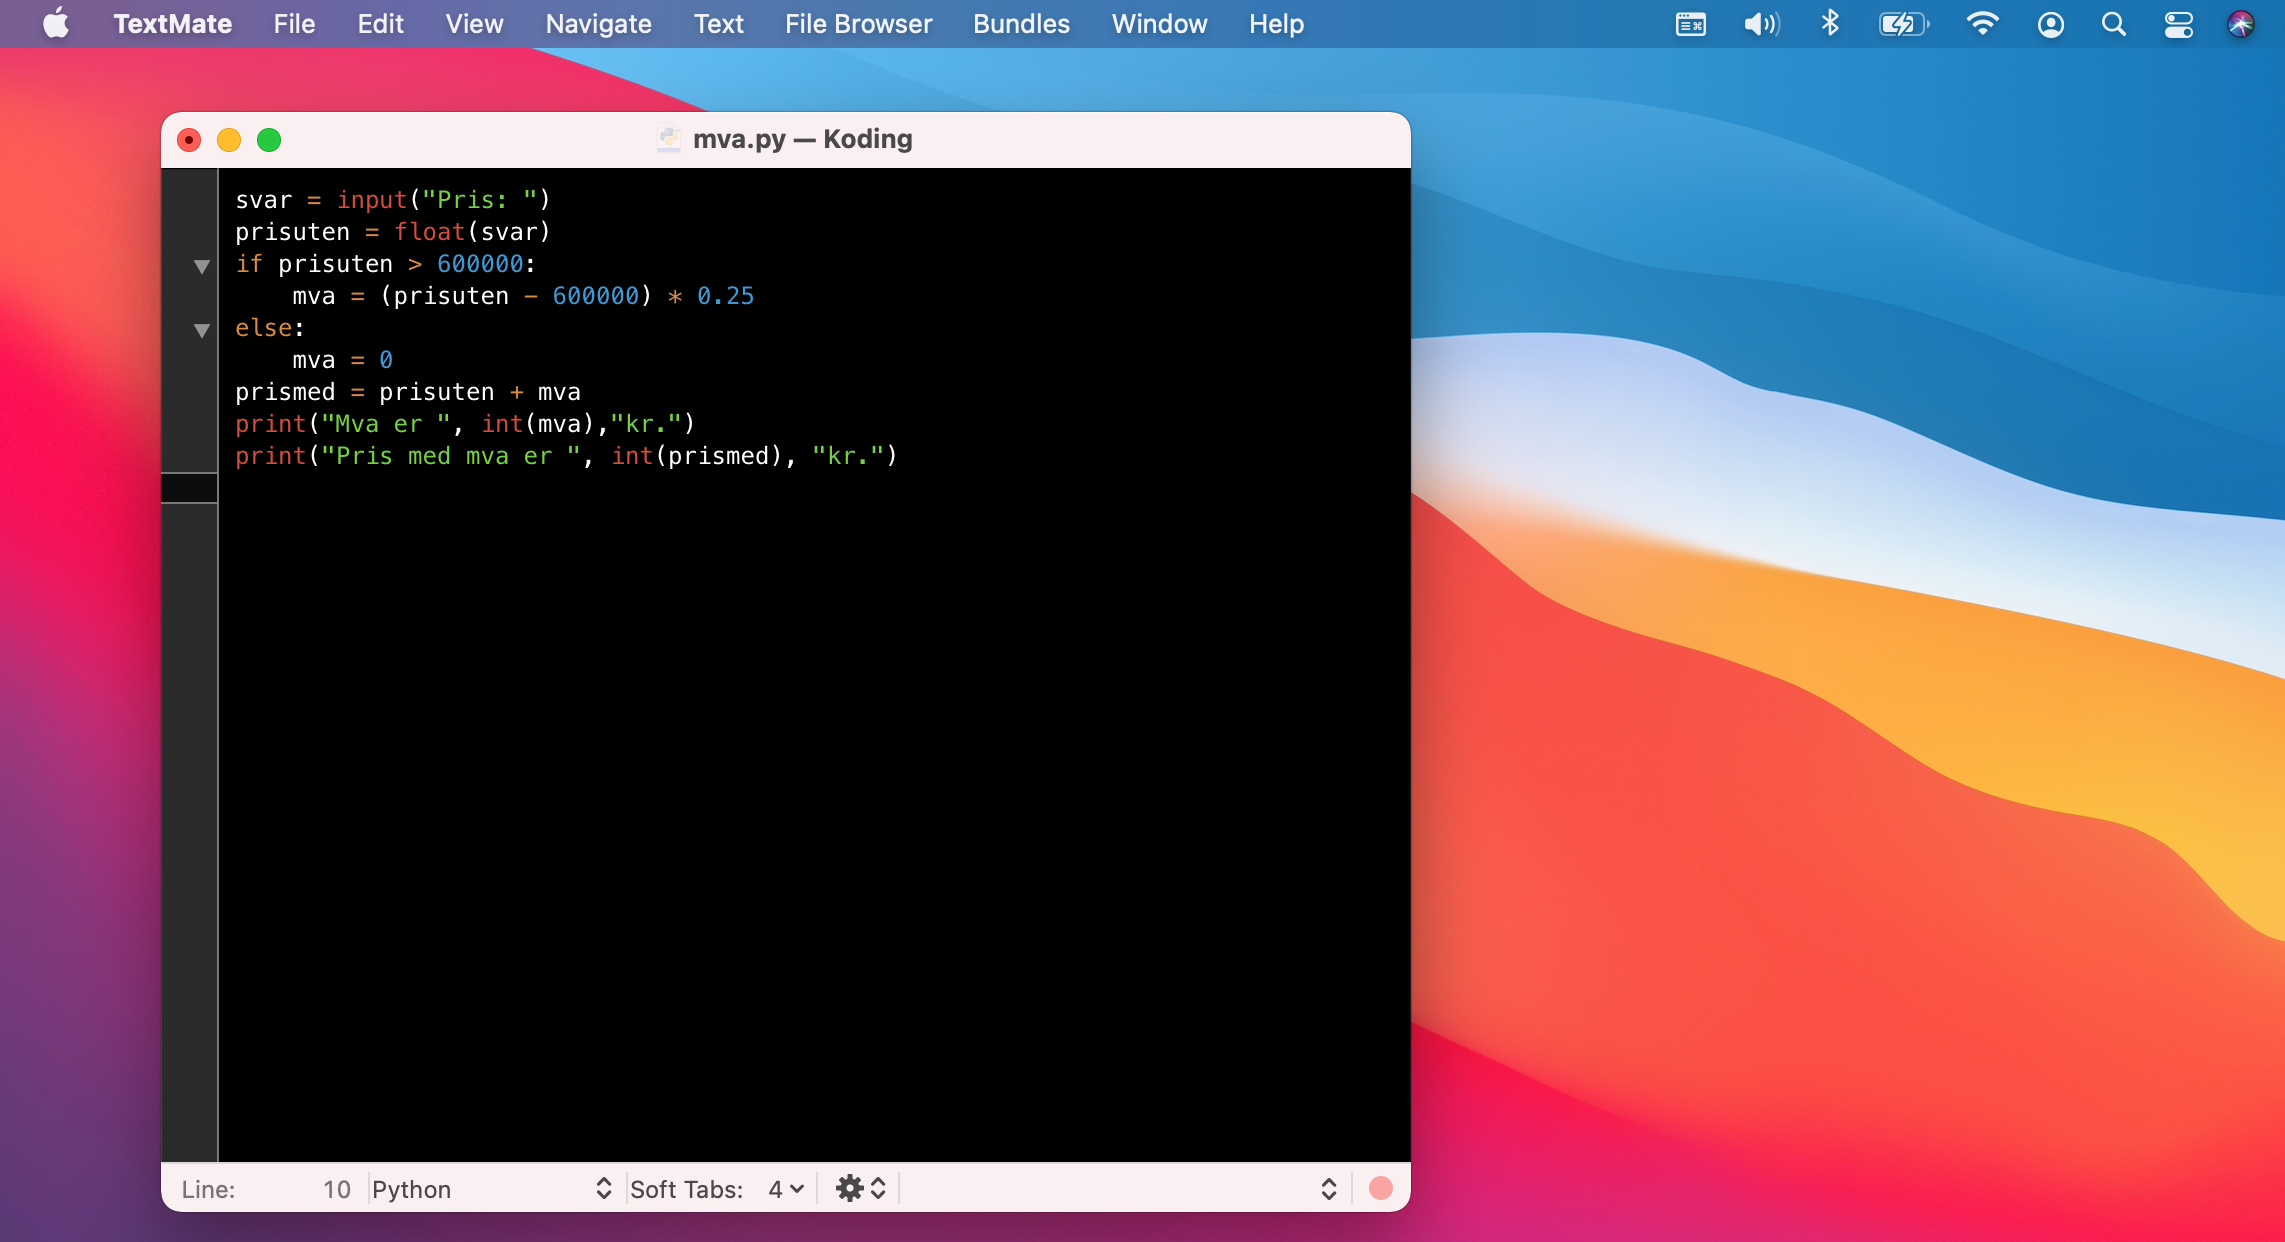 TextMate File Edit View Navigate Text File Browser Bundles Window Help
mva.py — Koding
svar = input("Pris: ")
prisuten = float(svar)
if prisuten > 600000:
    mva = (prisuten - 600000) * 0.25
else:
    mva = 0
prismed = prisuten + mva
print("Mva er ", int(mva),"kr.")
print("Pris med mva er ", int(prismed), "kr.")
Line: 10 Python Soft Tabs: 4